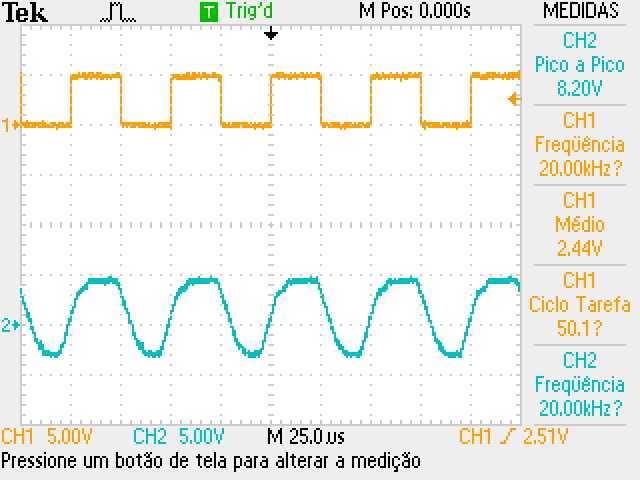 Tek T Trig'd M Pos: 0.000s MEDIDAS
CH2
Pico a Pico
8.20V
CH1
Freqüência
20.00kHz?
CH1
Médio
2.44V
CH1
Ciclo Tarefa
50.1?
CH2
Freqüência
20.00kHz?
1
2
CH1 5.00V CH2 5.00V M 25.0us CH1 2.51V
Pressione um botão de tela para alterar a medição